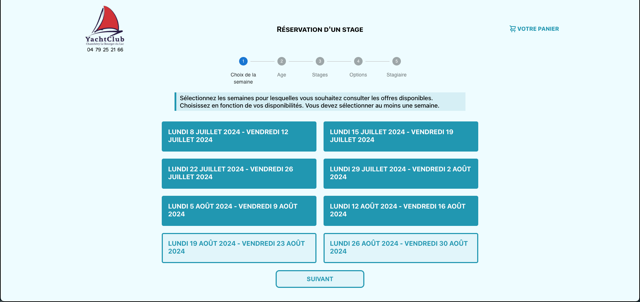 YachtClub
04 79 25 21 66
RÉSERVATION D'UN STAGE
VOTRE PANIER
1 2 3 4 5
Choix de la semaine
Age
Stages
Options
Stagiaire
Sélectionnez les semaines pour lesquelles vous souhaitez consulter les offres disponibles.
Choisissez en fonction de vos disponibilités. Vous devez sélectionner au moins une semaine.
LUNDI 8 JUILLET 2024 - VENDREDI 12
JUILLET 2024
LUNDI 15 JUILLET 2024 - VENDREDI 19
JUILLET 2024
LUNDI 22 JUILLET 2024 - VENDREDI 26
JUILLET 2024
LUNDI 29 JUILLET 2024 - VENDREDI 2 AOÛT
2024
LUNDI 5 AOÛT 2024 - VENDREDI 9 AOÛT
2024
LUNDI 12 AOÛT 2024 - VENDREDI 16 AOÛT
2024
LUNDI 19 AOÛT 2024 - VENDREDI 23 AOÛT
2024
LUNDI 26 AOÛT 2024 - VENDREDI 30 AOÛT
2024
SUIVANT